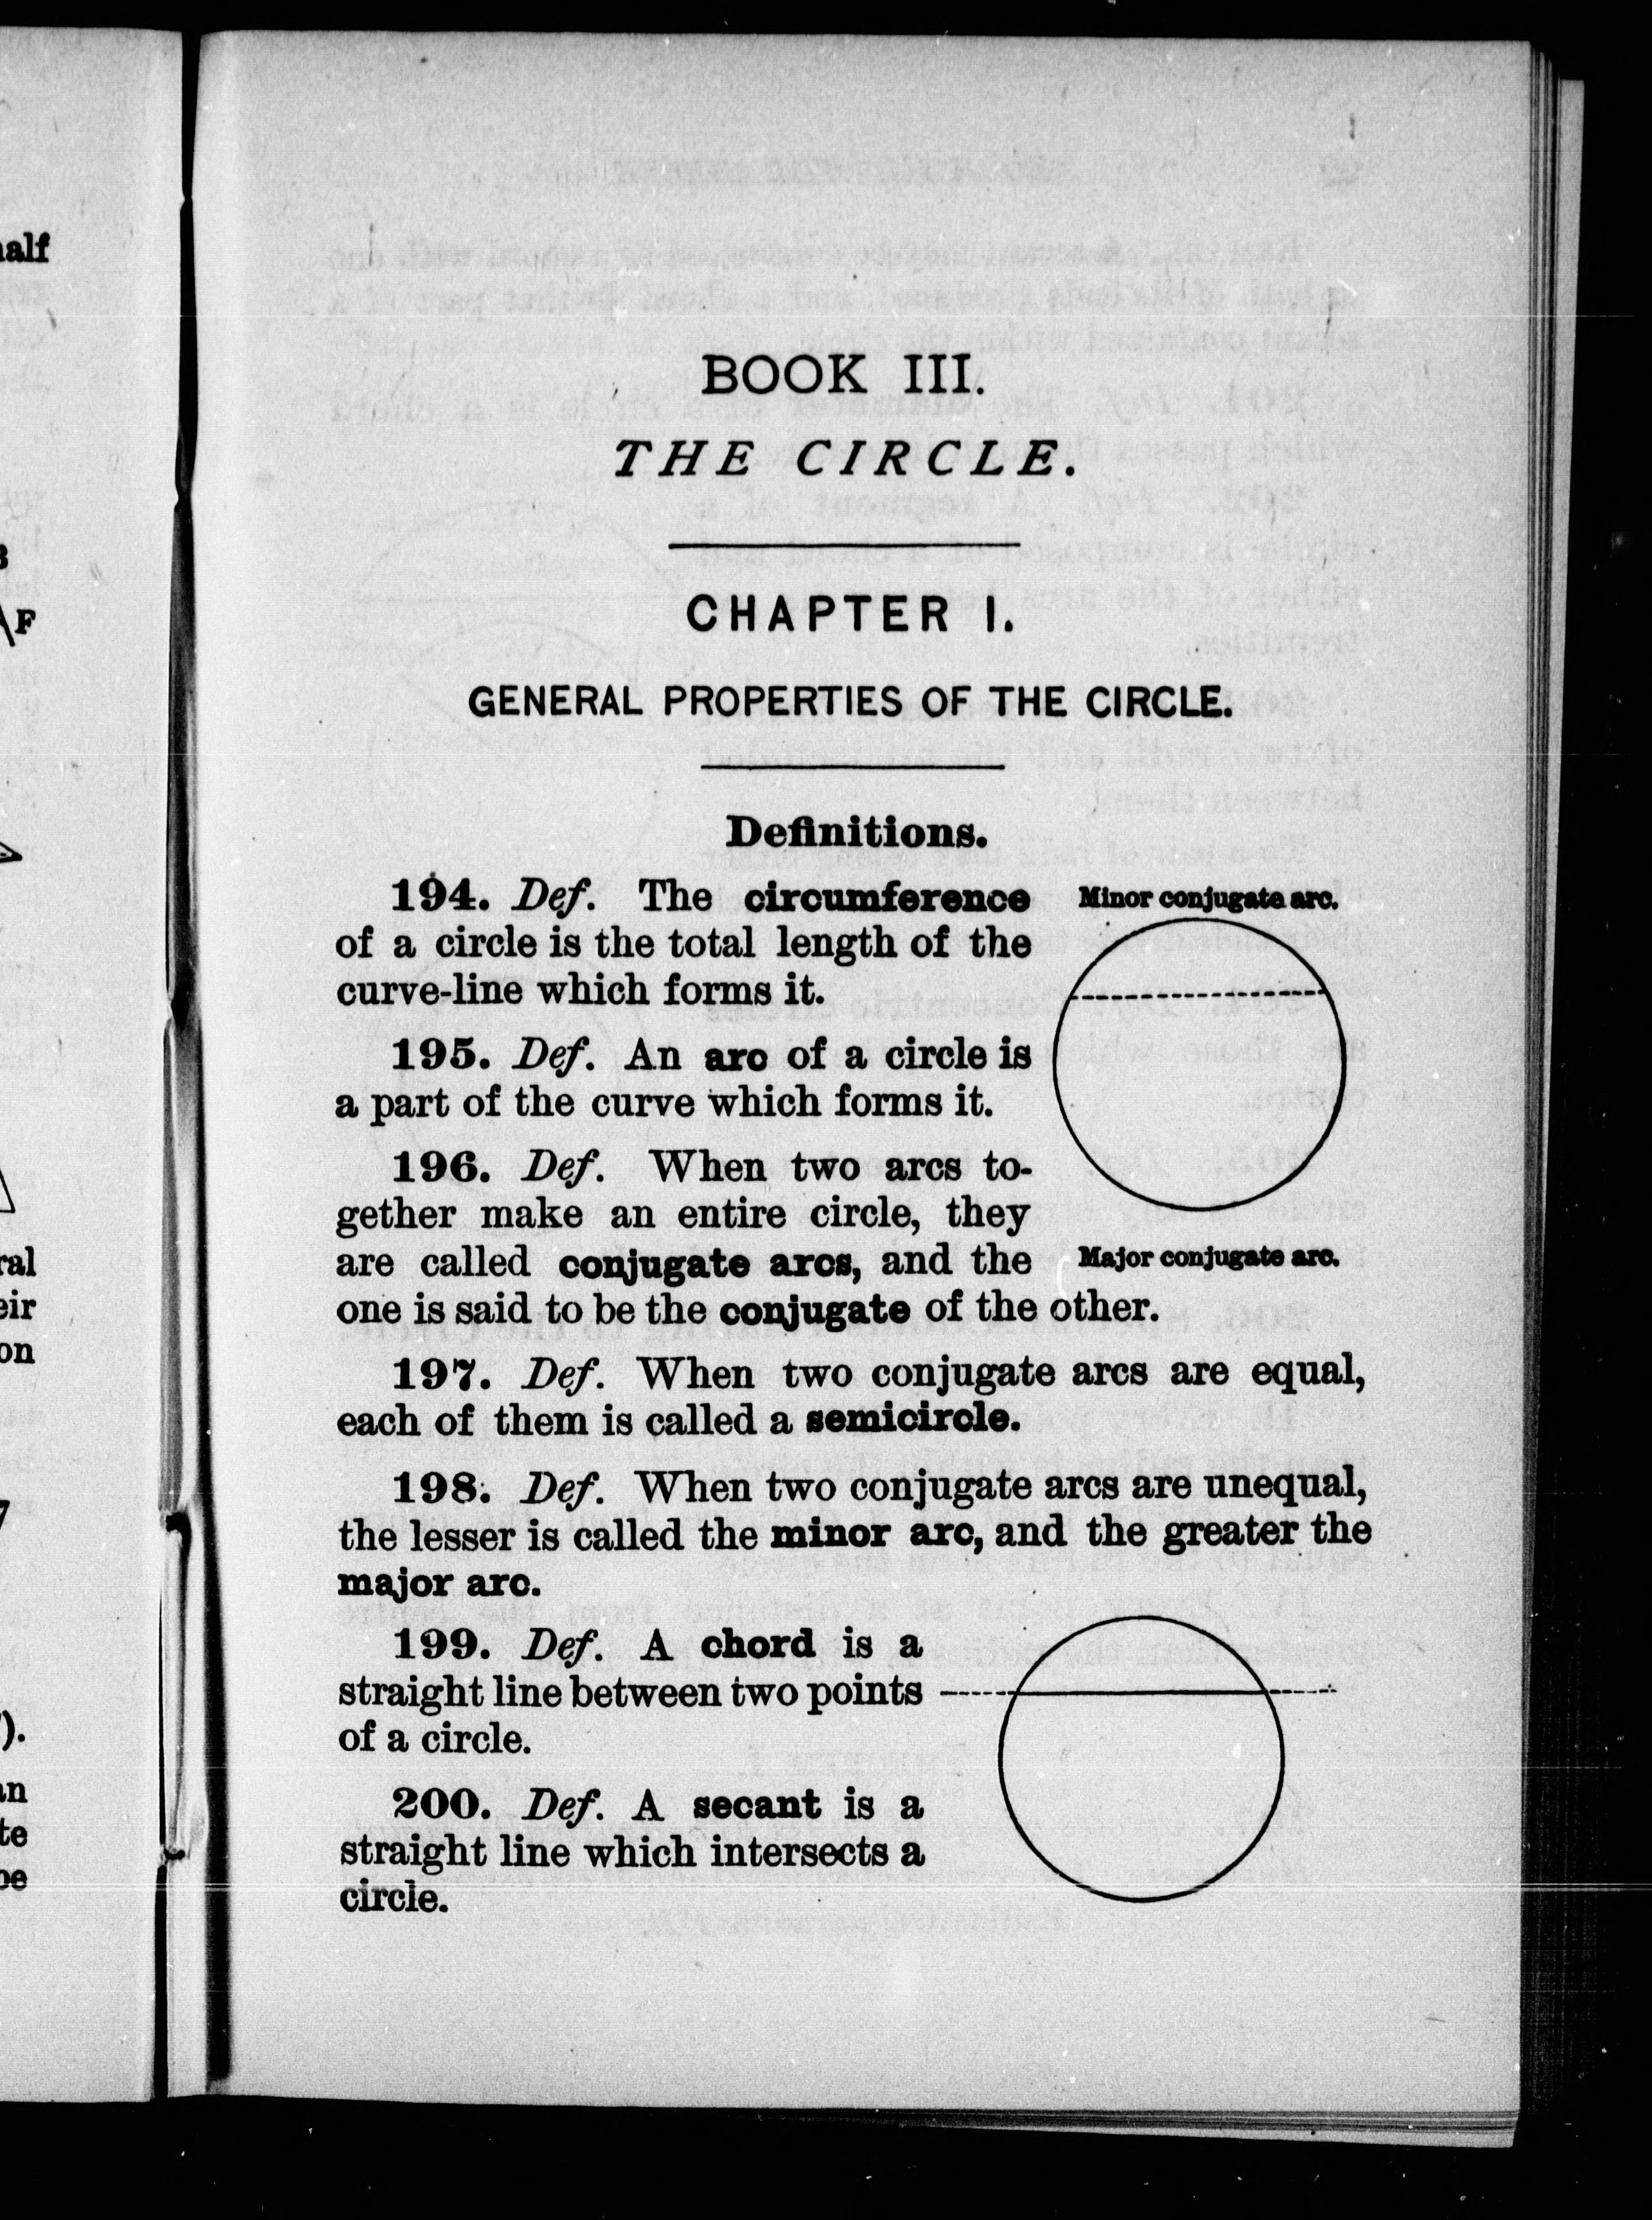 BOOK III.
THE CIRCLE.
CHAPTER I.
GENERAL PROPERTIES OF THE CIRCLE.
Definitions.
194. Def. The circumference
of a circle is the total length of the
curve-line which forms it.
195. Def. An arc of a circle is
a part of the curve which forms it.
196. Def. When two arcs to-
gether make an entire circle, they
are called conjugate arcs, and the
one is said to be the conjugate of the other.
Minor conjugate arc.
Major conjugate arc.
197. Def. When two conjugate arcs are equal,
each of them is called a semicircle.
198. Def. When two conjugate arcs are unequal,
the lesser is called the minor arc, and the greater the
major arc.
199. Def. A chord is a
straight line between two points
of a circle.
200. Def. A secant is a
straight line which intersects a
circle.